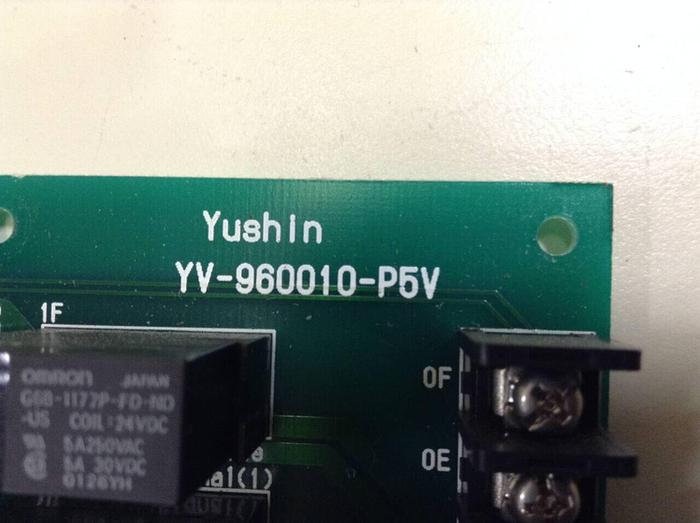 Yushin
YV-960010-P5V
1F
OMRON JAPAN
G6B-1177P-FD-ND
-US COIL:24VDC
5A250VAC
5A 30VDC
0126YH
0F
0E